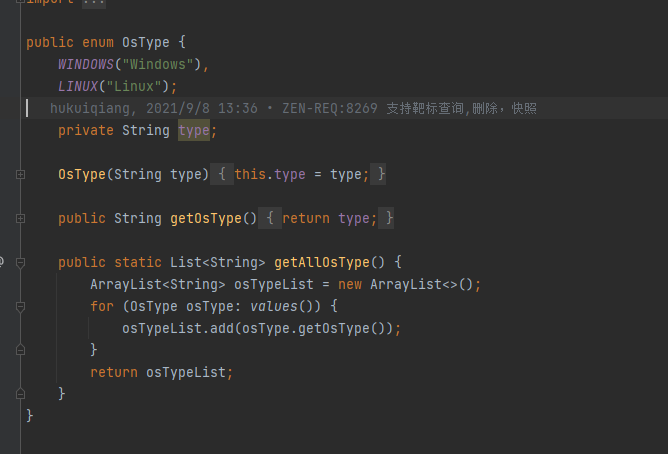 import ...
public enum OsType {
WINDOWS("Windows"),
LINUX("Linux");
hukuiqiang, 2021/9/8 13:36 • ZEN-REQ:8269 支持靶标查询,删除，快照
private String type;
OsType(String type) { this.type = type; }
public String getOsType() { return type; }
public static List<String> getAllOsType() {
ArrayList<String> osTypeList = new ArrayList<>();
for (OsType osType: values()) {
osTypeList.add(osType.getOsType());
}
return osTypeList;
}
}